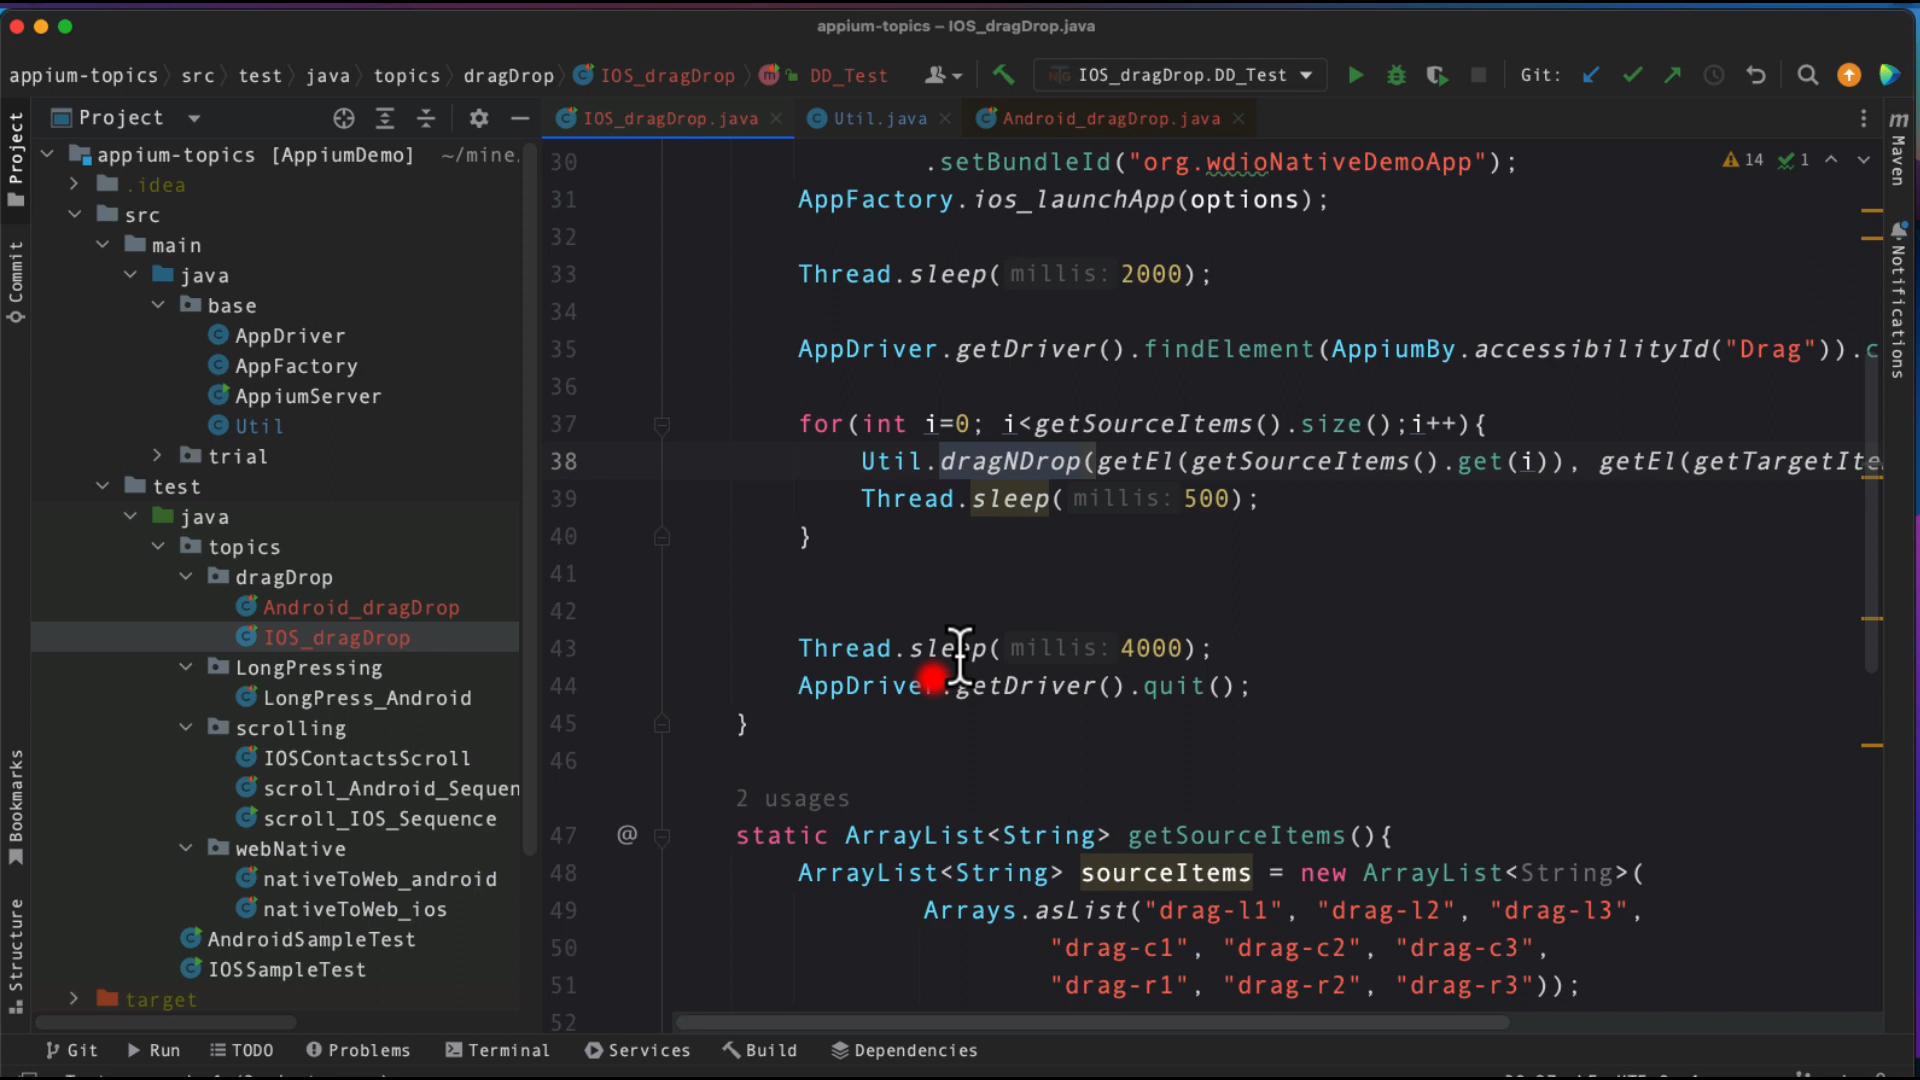 appium-topics – IOS_dragDrop.java
appium-topics src test java topics dragDrop IOS_dragDrop DD_Test IOS_dragDrop.DD_Test Git:
Project
IOS_dragDrop.java Util.java Android_dragDrop.java
appium-topics [AppiumDemo] ~/mine.
.idea
src
main
java
base
AppDriver
AppFactory
AppiumServer
Util
trial
test
java
topics
dragDrop
Android_dragDrop
IOS_dragDrop
LongPressing
LongPress_Android
scrolling
IOSContactsScroll
scroll_Android_Sequen
scroll_IOS_Sequence
webNative
nativeToWeb_android
nativeToWeb_ios
AndroidSampleTest
IOSSampleTest
target
Project
Commit
Bookmarks
Structure
14 1
30 .setBundleId("org.wdioNativeDemoApp");
31 AppFactory.ios_launchApp(options);
32
33 Thread.sleep( millis: 2000);
34
35 AppDriver.getDriver().findElement(AppiumBy.accessibilityId("Drag")).c
36
37 for(int i=0; i<getSourceItems().size();i++){
38 Util.dragNDrop(getEl(getSourceItems().get(i)), getEl(getTargetIte
39 Thread.sleep( millis: 500);
40 }
41
42
43 Thread.sleep( millis: 4000);
44 AppDriver.getDriver().quit();
45 }
46
2 usages
47 @ static ArrayList<String> getSourceItems(){
48 ArrayList<String> sourceItems = new ArrayList<String>(
49 Arrays.asList("drag-l1", "drag-l2", "drag-l3",
50 "drag-c1", "drag-c2", "drag-c3",
51 "drag-r1", "drag-r2", "drag-r3"));
52
m Maven
Notifications
Git Run TODO Problems Terminal Services Build Dependencies